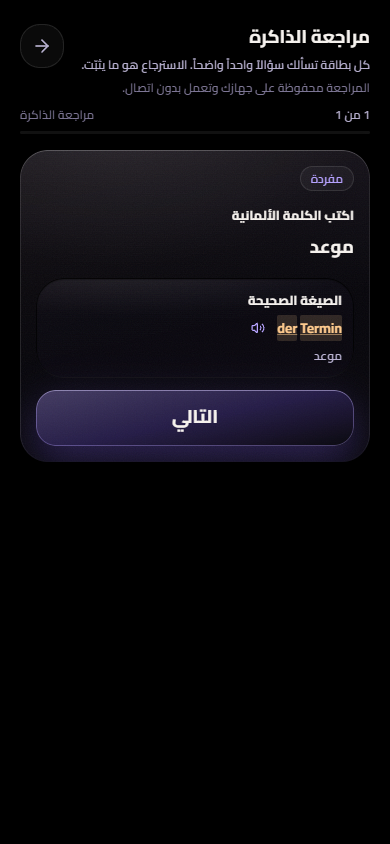 مراجعة الذاكرة
كل بطاقة تسألك سؤالاً واحداً واضحاً. الاسترجاع هو ما يثبّت.
المراجعة محفوظة على جهازك وتعمل بدون اتصال.
1 من 1
مراجعة الذاكرة
مفردة
اكتب الكلمة الألمانية
موعد
الصيغة الصحيحة
der Termin
موعد
التالي